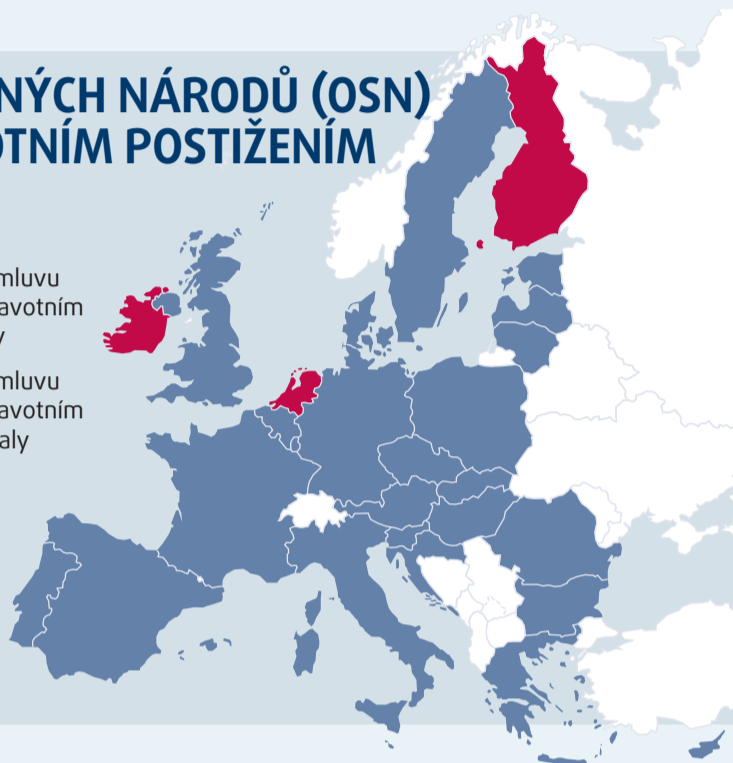 NÝCH NÁRODŮ (OSN)
OTNÍM POSTIŽENÍM
mluvu
avotním
y
mluvu
avotním
aly